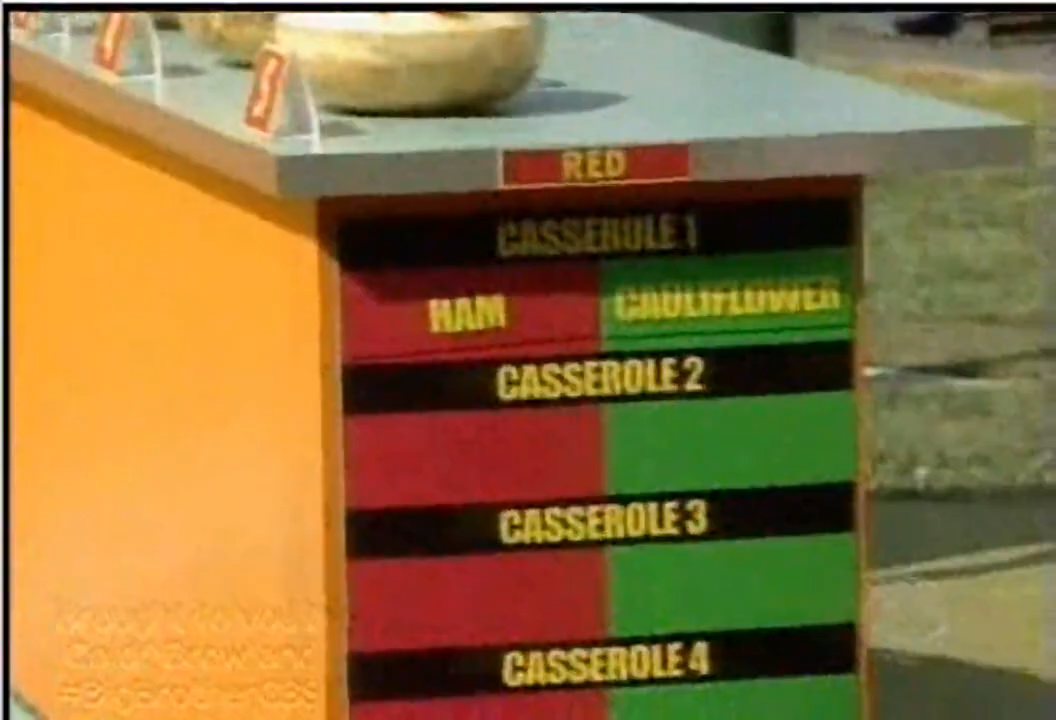 RED
CASSEROLE 1
HAM CAULIFLOWER
CASSEROLE 2
CASSEROLE 3
CASSEROLE 4